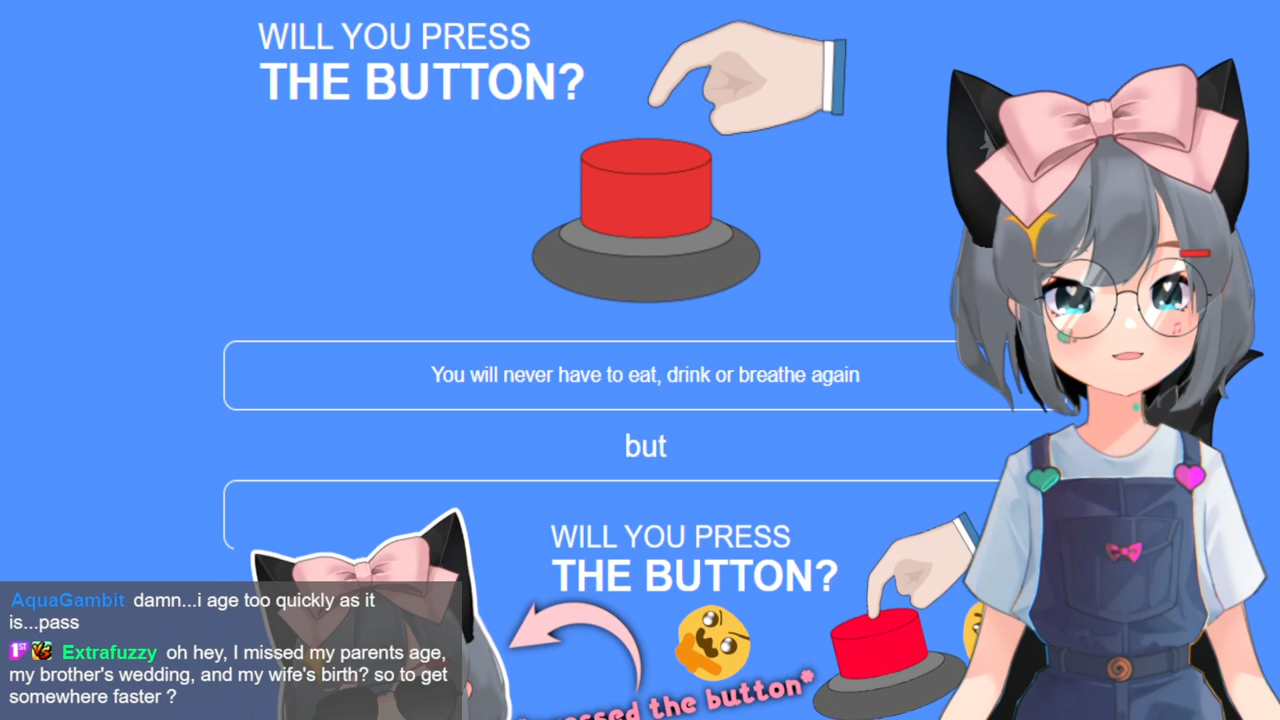 WILL YOU PRESS
THE BUTTON?
You will never have to eat, drink or breathe again
but
WILL YOU PRESS
THE BUTTON?
AquaGambit damn...i age too quickly as it
is...pass
1ST Extrafuzzy oh hey, I missed my parents age,
my brother's wedding, and my wife's birth? so to get
somewhere faster ?
the button*